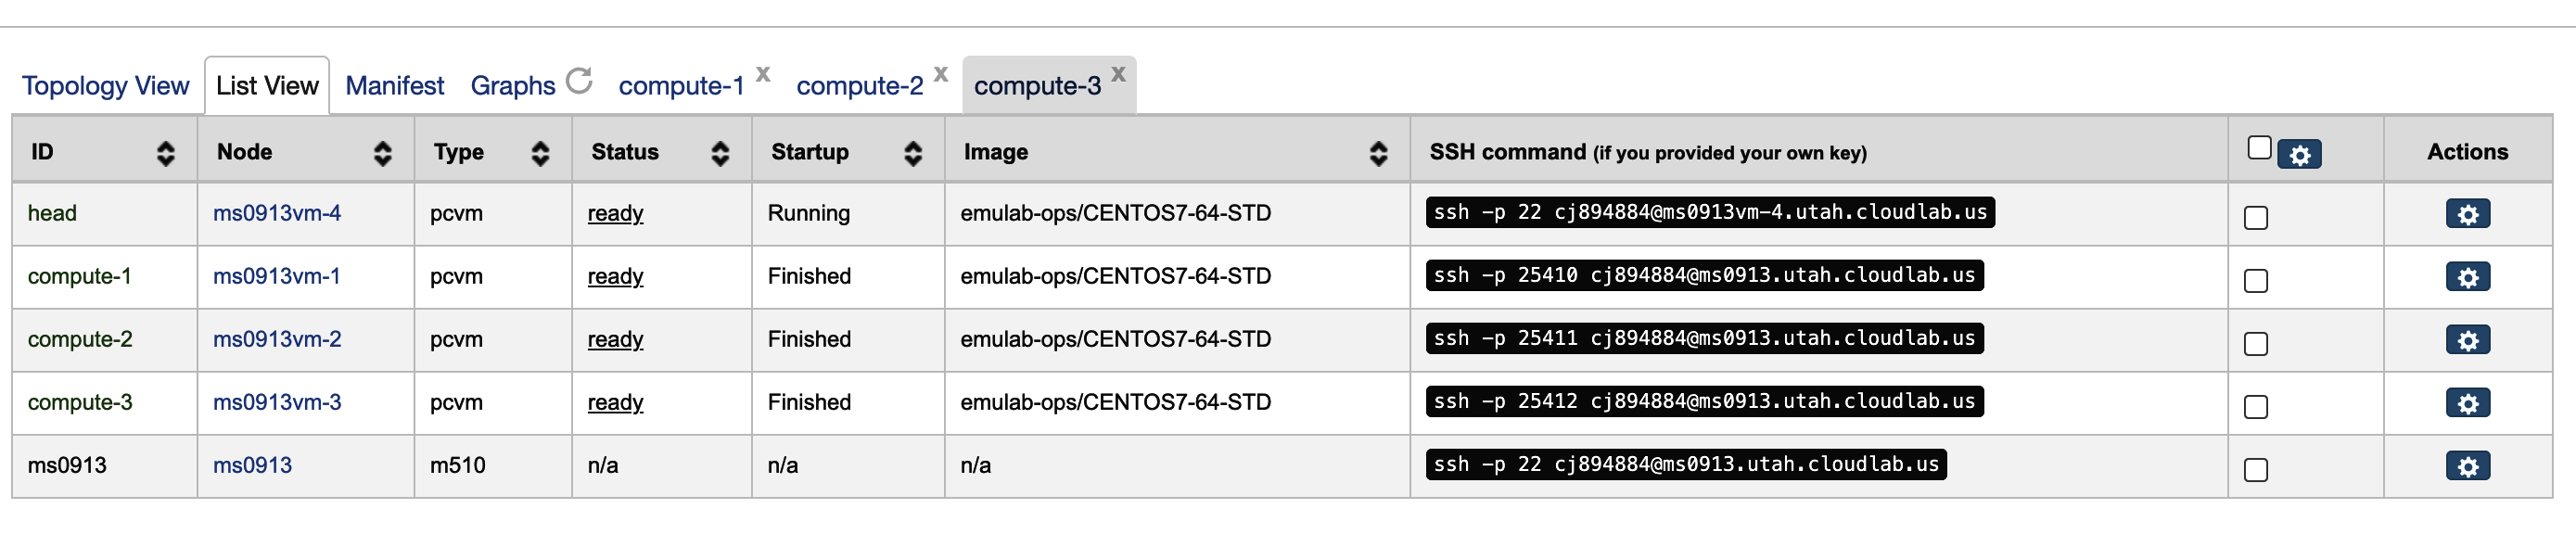 Topology View List View Manifest Graphs compute-1 x compute-2 x compute-3 x
ID Node Type Status Startup Image SSH command (if you provided your own key) Actions
head ms0913vm-4 pcvm ready Running emulab-ops/CENTOS7-64-STD ssh -p 22 cj894884@ms0913vm-4.utah.cloudlab.us
compute-1 ms0913vm-1 pcvm ready Finished emulab-ops/CENTOS7-64-STD ssh -p 25410 cj894884@ms0913.utah.cloudlab.us
compute-2 ms0913vm-2 pcvm ready Finished emulab-ops/CENTOS7-64-STD ssh -p 25411 cj894884@ms0913.utah.cloudlab.us
compute-3 ms0913vm-3 pcvm ready Finished emulab-ops/CENTOS7-64-STD ssh -p 25412 cj894884@ms0913.utah.cloudlab.us
ms0913 ms0913 m510 n/a n/a n/a ssh -p 22 cj894884@ms0913.utah.cloudlab.us